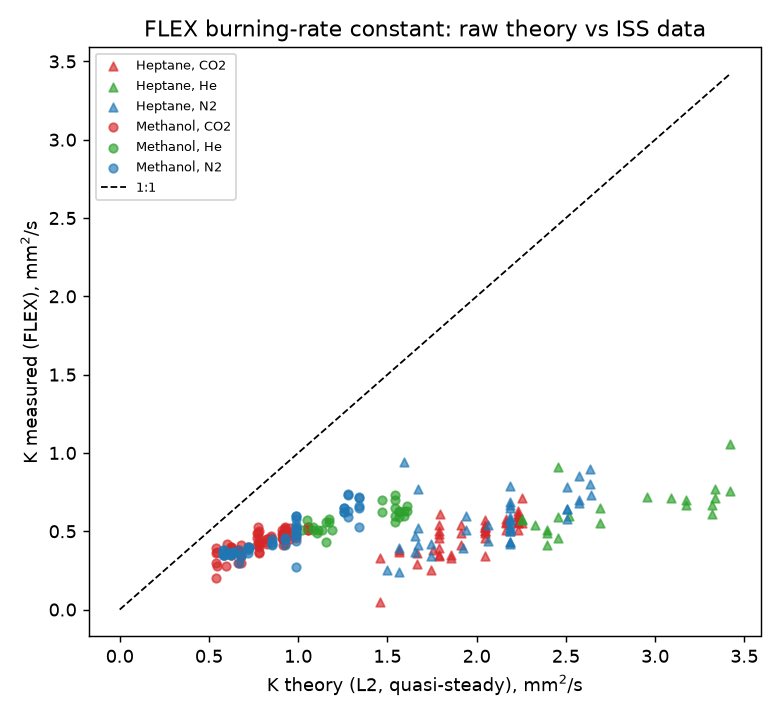 FLEX burning-rate constant: raw theory vs ISS data
Heptane, CO2
Heptane, He
Heptane, N2
Methanol, CO2
Methanol, He
Methanol, N2
1:1
3.5
3.0
2.5
2.0
1.5
1.0
0.5
0.0
K measured (FLEX), mm²/s
0.0 0.5 1.0 1.5 2.0 2.5 3.0 3.5
K theory (L2, quasi-steady), mm²/s